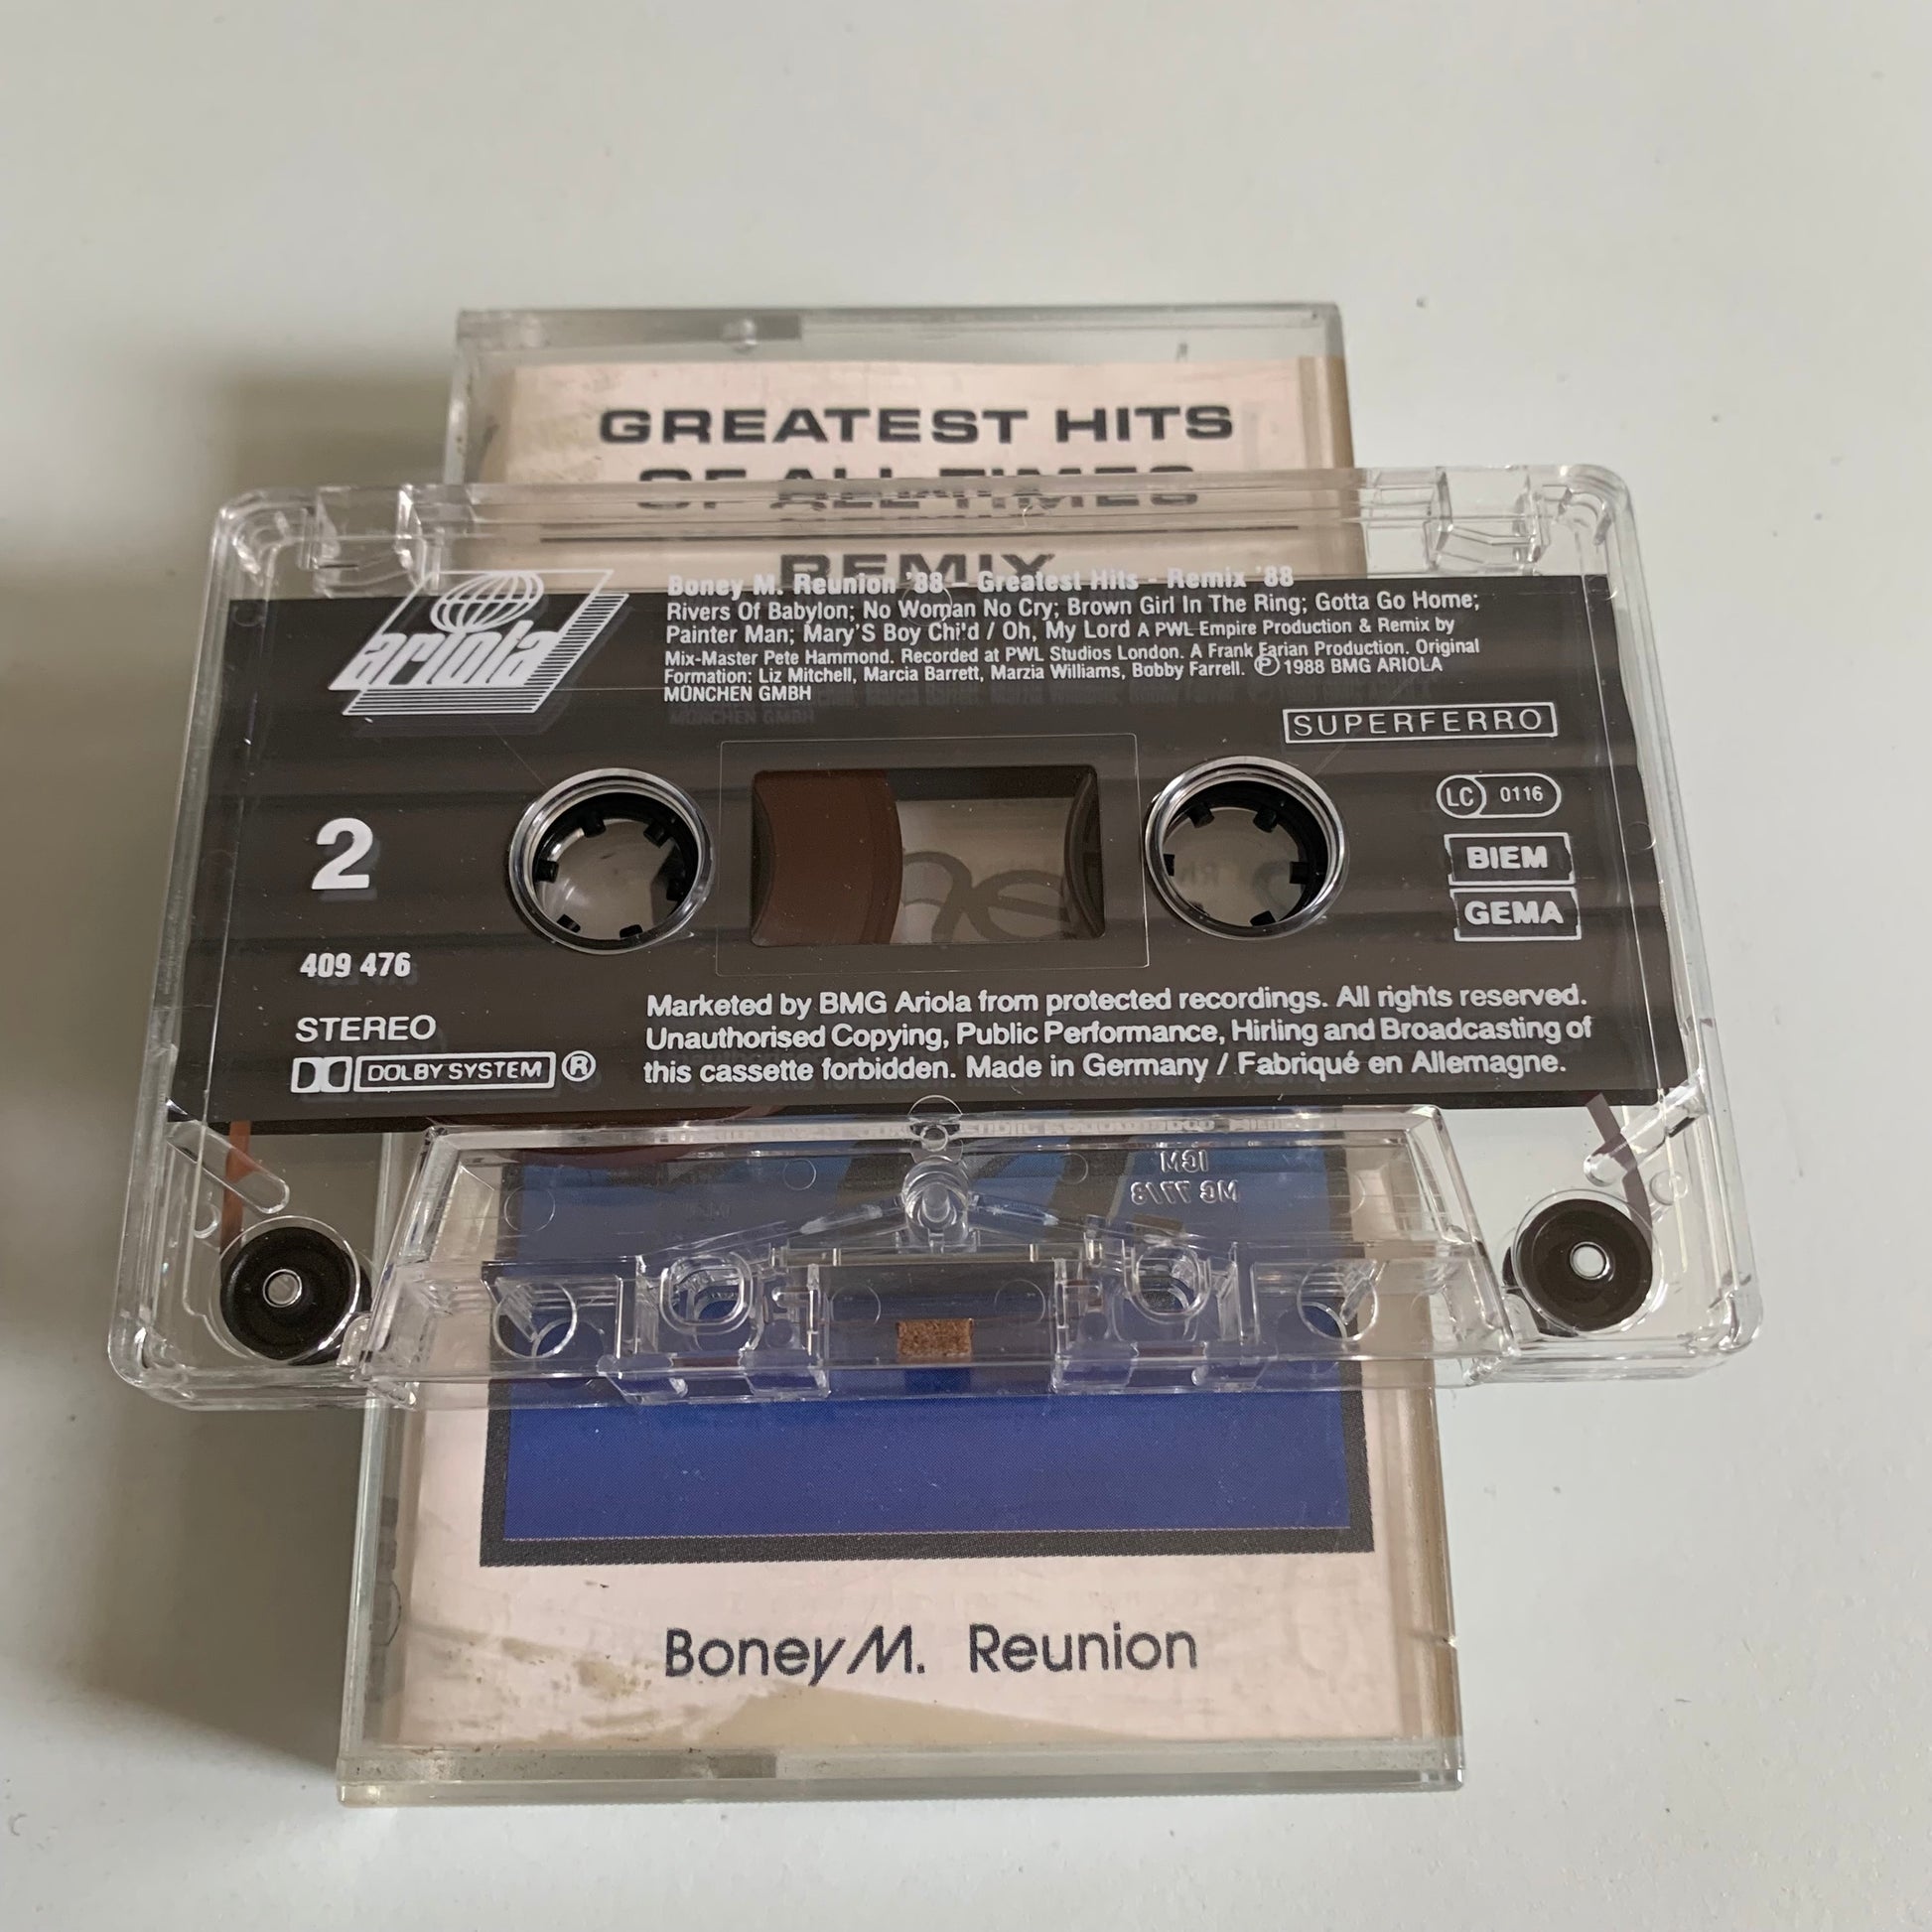 GREATEST HITS
OF ALL TIMES
REMIX
ariola
Boney M. Reunion '88 – Greatest Hits - Remix '88
Rivers Of Babylon; No Woman No Cry; Brown Girl In The Ring; Gotta Go Home;
Painter Man; Mary'S Boy Chi'd / Oh, My Lord A PWL Empire Production & Remix by
Mix-Master Pete Hammond. Recorded at PWL Studios London. A Frank Farian Production. Original
Formation: Liz Mitchell, Marcia Barrett, Marzia Williams, Bobby Farrell. Ⓟ 1988 BMG ARIOLA
MÜNCHEN GMBH
SUPERFERRO
LC 0116
2
BIEM
GEMA
409 476
STEREO
DOLBY SYSTEM ®
Marketed by BMG Ariola from protected recordings. All rights reserved.
Unauthorised Copying, Public Performance, Hirling and Broadcasting of
this cassette forbidden. Made in Germany / Fabriqué en Allemagne.
Boney M. Reunion